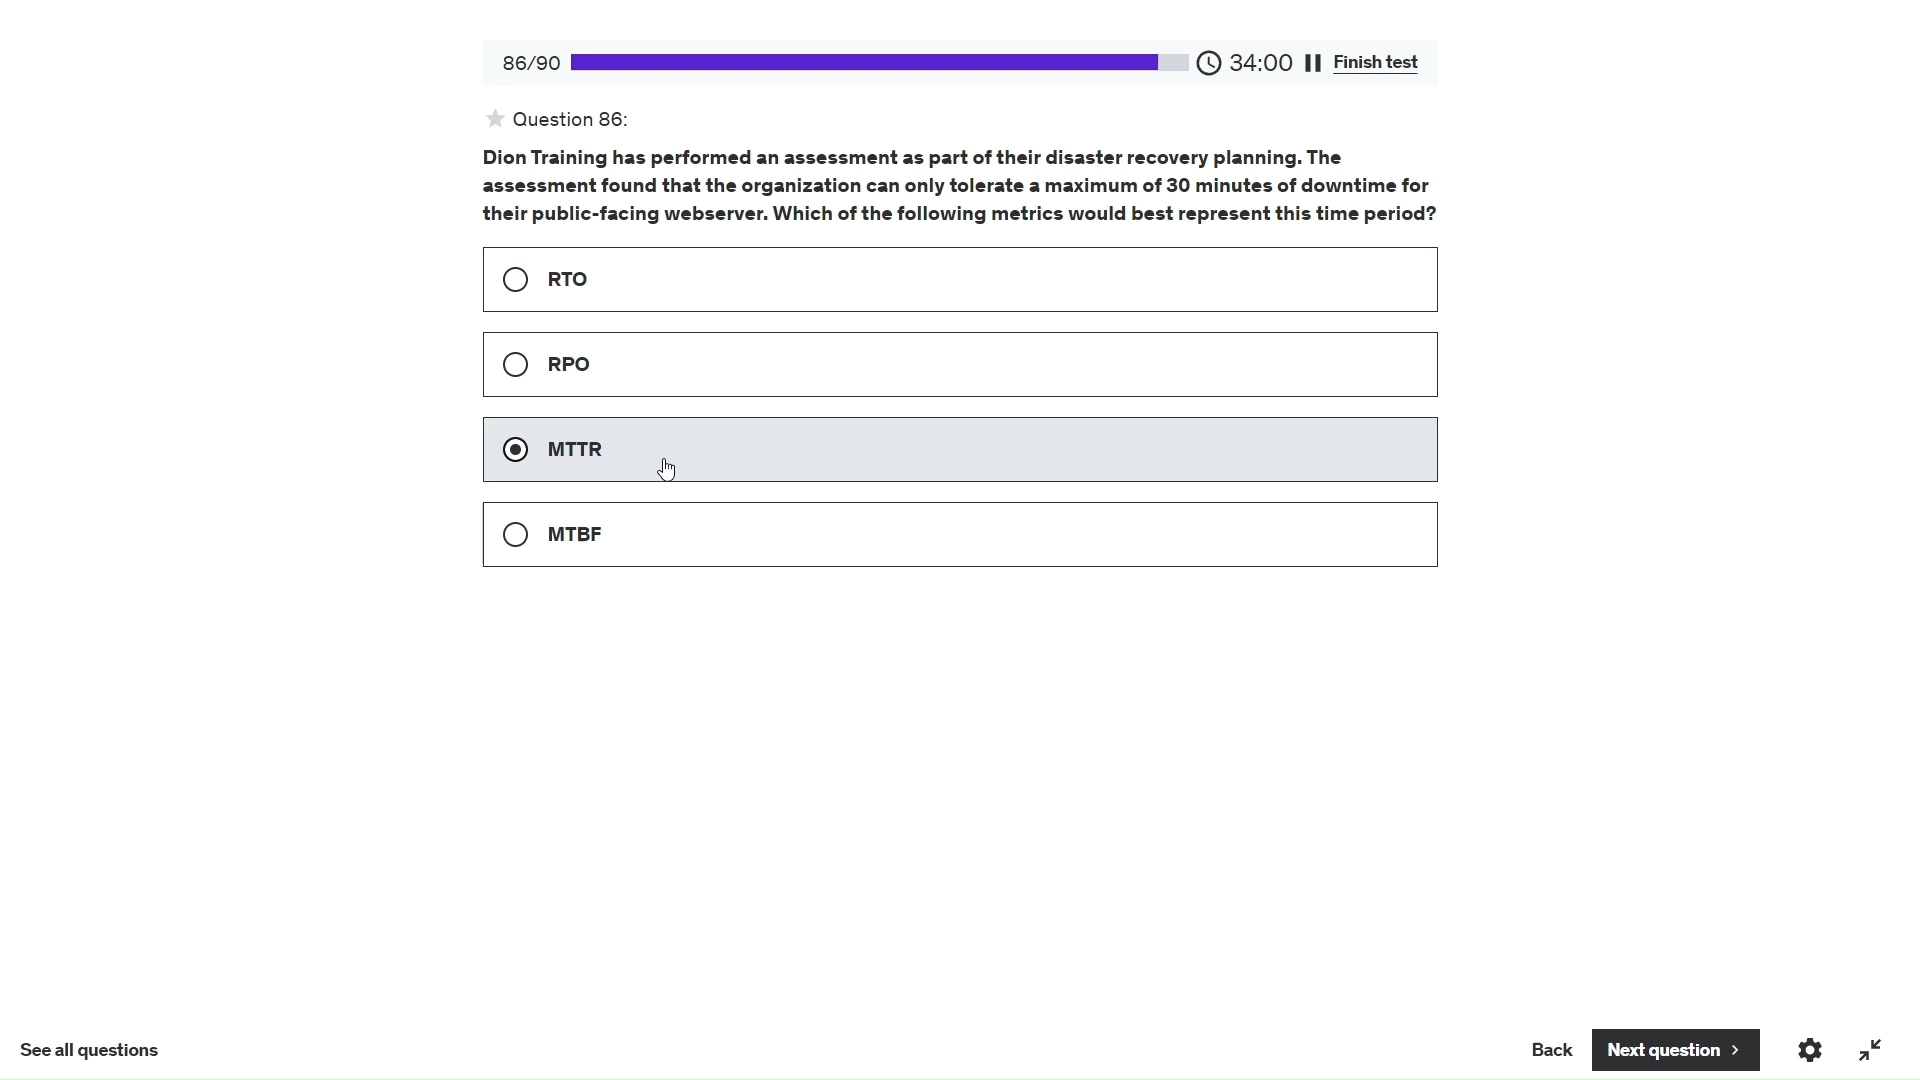 86/90
34:00
Finish test
Question 86:
Dion Training has performed an assessment as part of their disaster recovery planning. The
assessment found that the organization can only tolerate a maximum of 30 minutes of downtime for
their public-facing webserver. Which of the following metrics would best represent this time period?
RTO
RPO
MTTR
MTBF
See all questions
Back
Next question